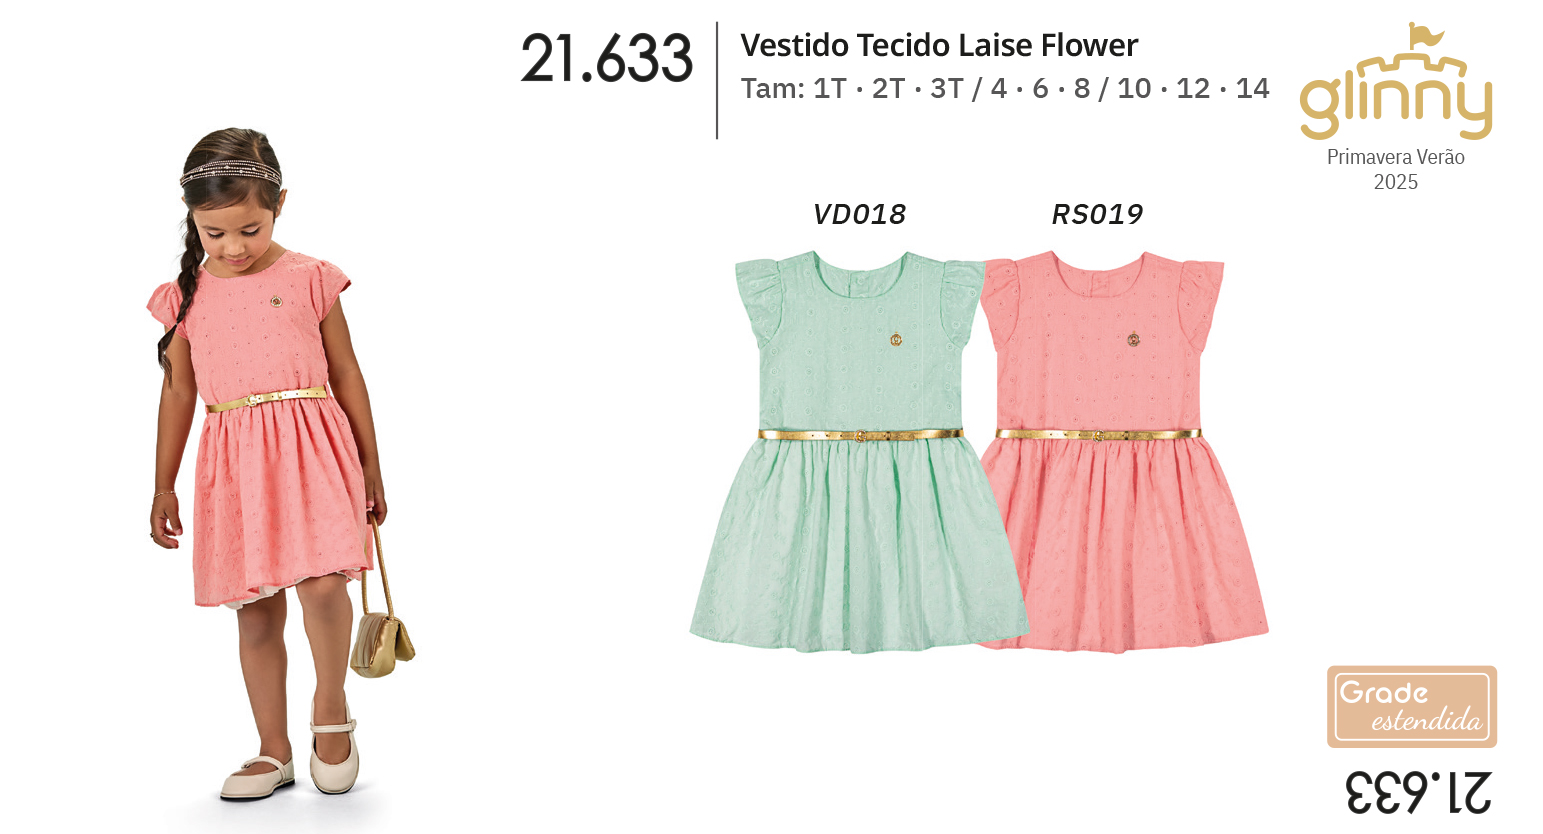 21.633
Vestido Tecido Laise Flower
Tam: 1T · 2T · 3T / 4 · 6 · 8 / 10 · 12 · 14
glinny
Primavera Verão
2025
VD018
RS019
Grade
estendida
21.633